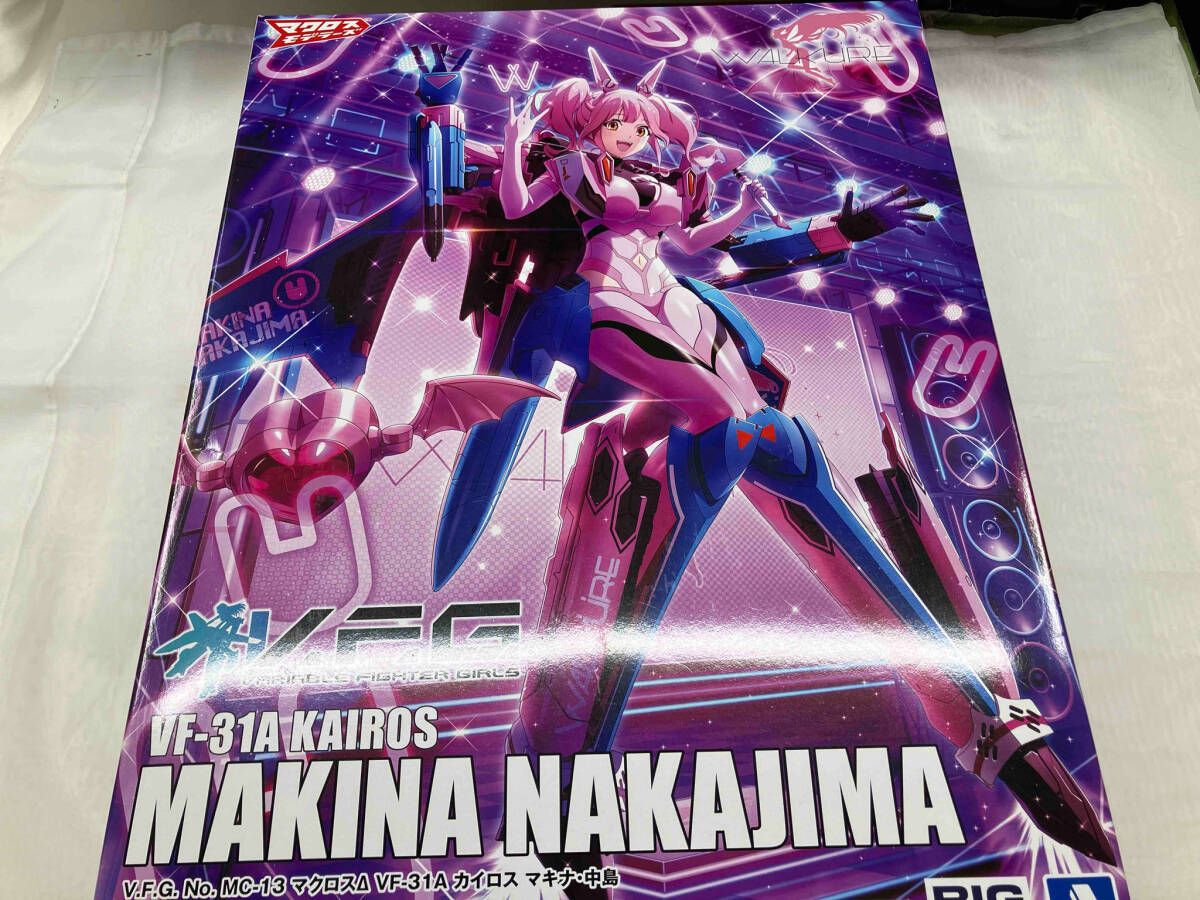 マクロス
モデラーズ
WALKÜRE
W
MAKINA
NAKAJIMA
WALKÜRE
V.F.G
VARIABLE FIGHTER GIRLS
VF-31A KAIROS
MAKINA NAKAJIMA
V.F.G. No. MC-13 マクロスΔ VF-31A カイロス マキナ・中島
BIG